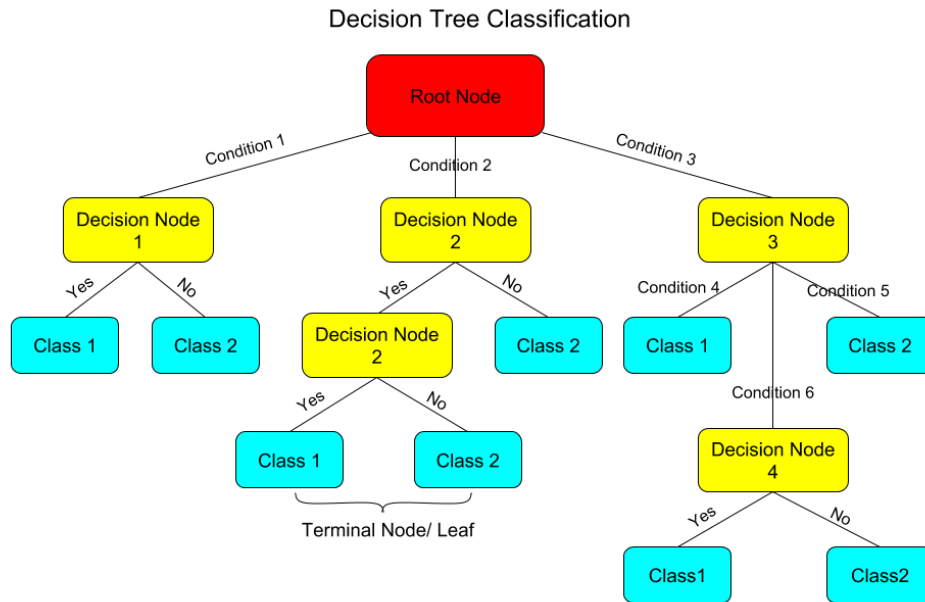 Decision Tree Classification
Root Node
Condition 1
Condition 2
Condition 3
Decision Node
1
Decision Node
2
Decision Node
3
Yes
No
Yes
No
Condition 4
Condition 5
Class 1
Class 2
Decision Node
2
Class 2
Class 1
Class 2
Yes
No
Condition 6
Class 1
Class 2
Decision Node
4
Terminal Node/ Leaf
Yes
No
Class1
Class2